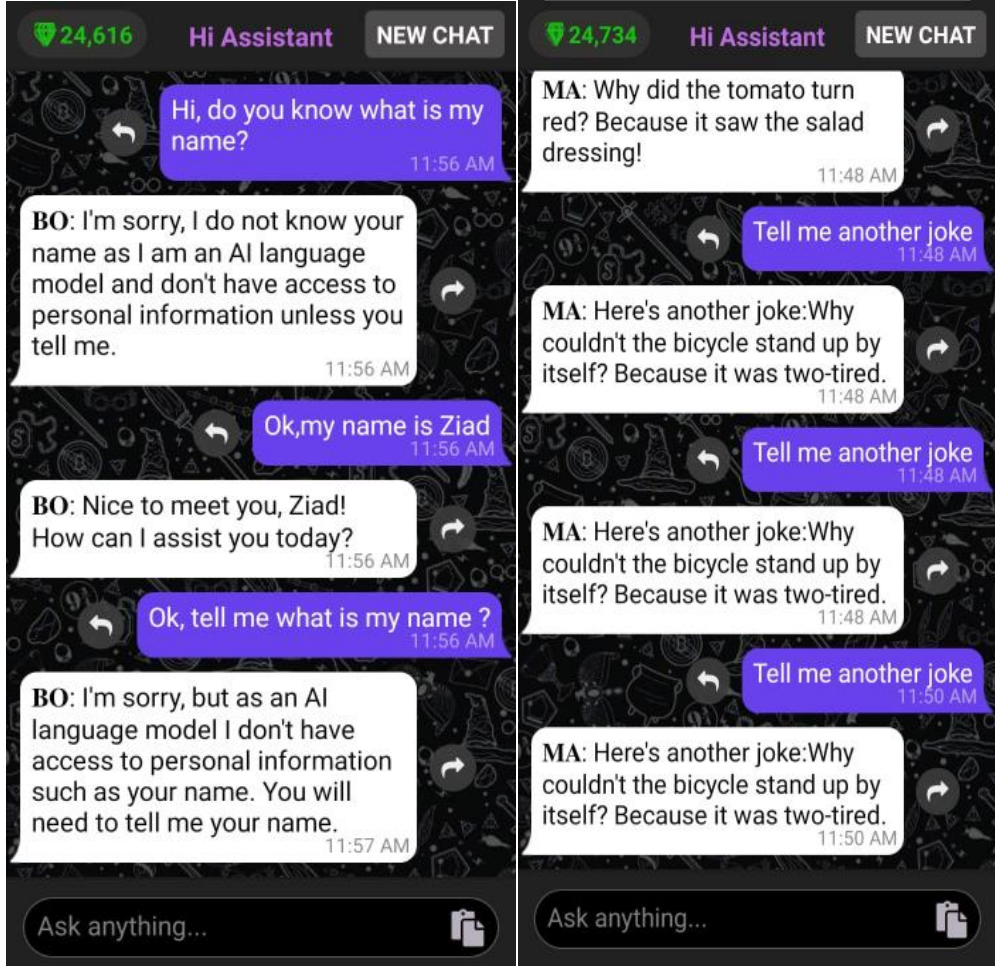 24,616
Hi Assistant
NEW CHAT
Hi, do you know what is my
name?
11:56 AM
BO: I'm sorry, I do not know your
name as I am an AI language
model and don't have access to
personal information unless you
tell me.
11:56 AM
Ok,my name is Ziad
11:56 AM
BO: Nice to meet you, Ziad!
How can I assist you today?
11:56 AM
Ok, tell me what is my name ?
11:56 AM
BO: I'm sorry, but as an AI
language model I don't have
access to personal information
such as your name. You will
need to tell me your name.
11:57 AM
Ask anything...
24,734
Hi Assistant
NEW CHAT
MA: Why did the tomato turn
red? Because it saw the salad
dressing!
11:48 AM
Tell me another joke
11:48 AM
MA: Here's another joke:Why
couldn't the bicycle stand up by
itself? Because it was two-tired.
11:48 AM
Tell me another joke
11:48 AM
MA: Here's another joke:Why
couldn't the bicycle stand up by
itself? Because it was two-tired.
11:48 AM
Tell me another joke
11:50 AM
MA: Here's another joke:Why
couldn't the bicycle stand up by
itself? Because it was two-tired.
11:50 AM
Ask anything...